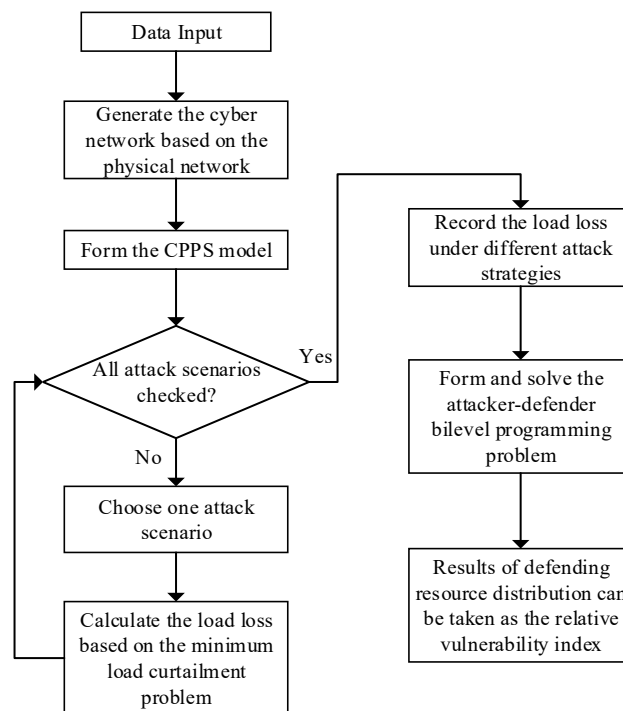 Data Input
Generate the cyber
network based on the
physical network
Form the CPPS model
All attack scenarios
checked?
Yes
No
Choose one attack
scenario
Calculate the load loss
based on the minimum
load curtailment
problem
Record the load loss
under different attack
strategies
Form and solve the
attacker-defender
bilevel programming
problem
Results of defending
resource distribution can
be taken as the relative
vulnerability index